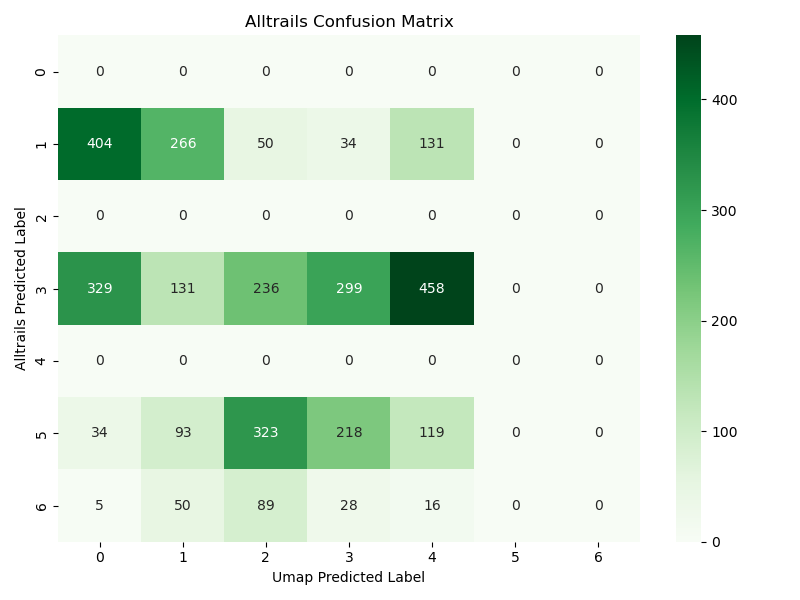 Alltrails Confusion Matrix
0 0 0 0 0 0 0 0
1 404 266 50 34 131 0 0
2 0 0 0 0 0 0 0
3 329 131 236 299 458 0 0
4 0 0 0 0 0 0 0
5 34 93 323 218 119 0 0
6 5 50 89 28 16 0 0
0 1 2 3 4 5 6
Umap Predicted Label
Alltrails Predicted Label
400
300
200
100
0